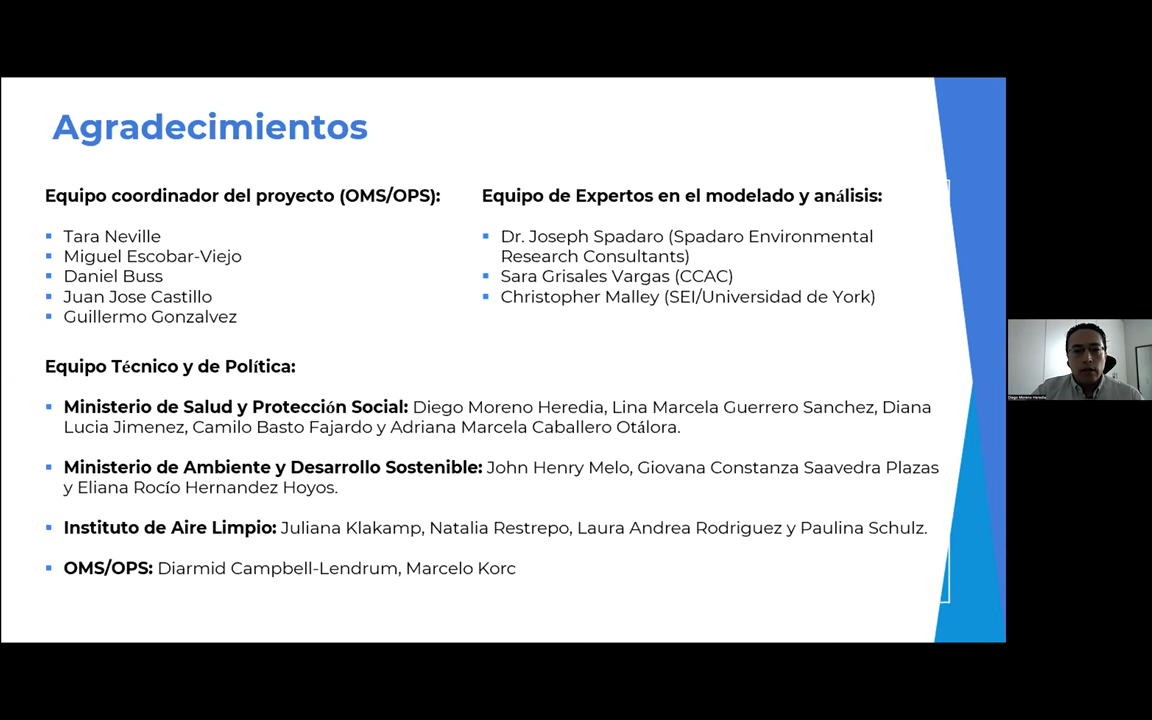 Agradecimientos
Equipo coordinador del proyecto (OMS/OPS):
Tara Neville
Miguel Escobar-Viejo
Daniel Buss
Juan Jose Castillo
Guillermo Gonzalvez
Equipo de Expertos en el modelado y análisis:
Dr. Joseph Spadaro (Spadaro Environmental
Research Consultants)
Sara Grisales Vargas (CCAC)
Christopher Malley (SEI/Universidad de York)
Equipo Técnico y de Política:
Ministerio de Salud y Protección Social: Diego Moreno Heredia, Lina Marcela Guerrero Sanchez, Diana
Lucia Jimenez, Camilo Basto Fajardo y Adriana Marcela Caballero Otálora.
Ministerio de Ambiente y Desarrollo Sostenible: John Henry Melo, Giovana Constanza Saavedra Plazas
y Eliana Rocío Hernandez Hoyos.
Instituto de Aire Limpio: Juliana Klakamp, Natalia Restrepo, Laura Andrea Rodriguez y Paulina Schulz.
OMS/OPS: Diarmid Campbell-Lendrum, Marcelo Korc
Diego Moreno Heredia